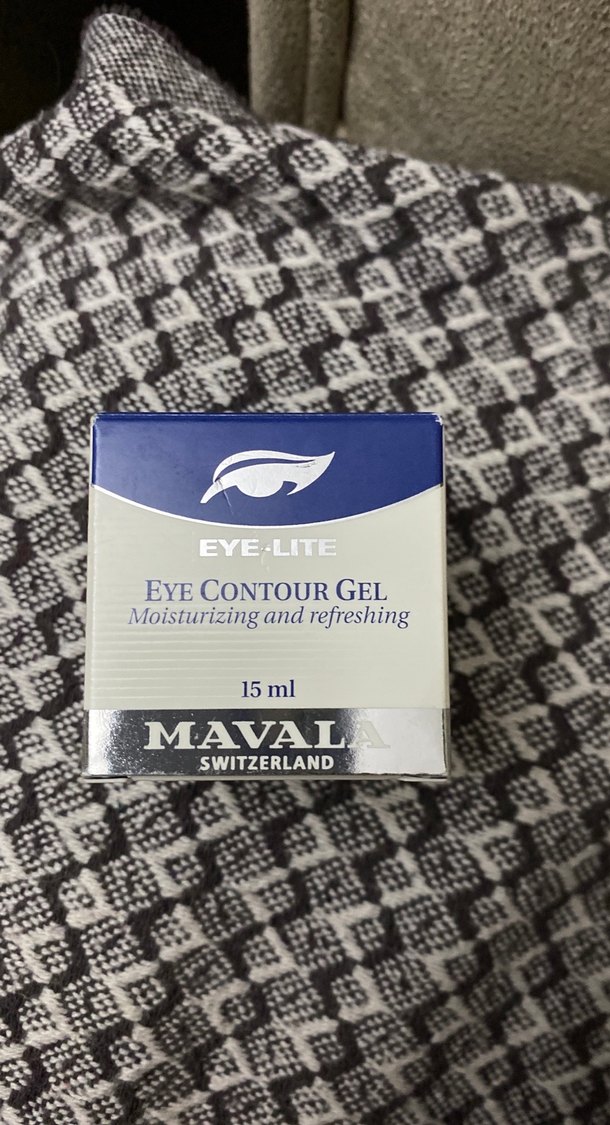 EYE-LITE
EYE CONTOUR GEL
Moisturizing and refreshing
15 ml
MAVALA
SWITZERLAND